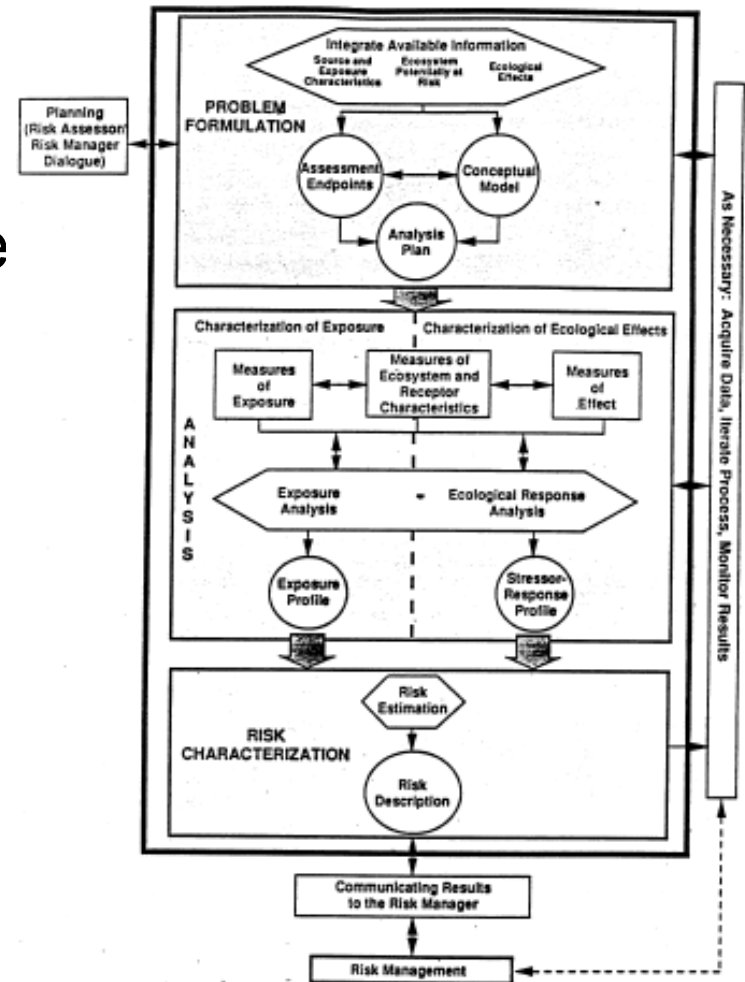 Integrate Available Information
Source and
Exposure
Characteristics
Ecosystem
Potentially at
Risk
Ecological
Effects
PROBLEM
FORMULATION
Planning
(Risk Assessor/
Risk Manager
Dialogue)
Assessment
Endpoints
Conceptual
Model
Analysis
Plan
e
As Necessary: Acquire Data, Iterate Process, Monitor Results
Characterization of Exposure
Characterization of Ecological Effects
Measures
of
Exposure
Measures of
Ecosystem and
Receptor
Characteristics
Measures
of
Effect
ANALYSIS
Exposure
Analysis
Ecological Response
Analysis
Exposure
Profile
Stressor-
Response
Profile
RISK
CHARACTERIZATION
Risk
Estimation
Risk
Description
Communicating Results
to the Risk Manager
Risk Management